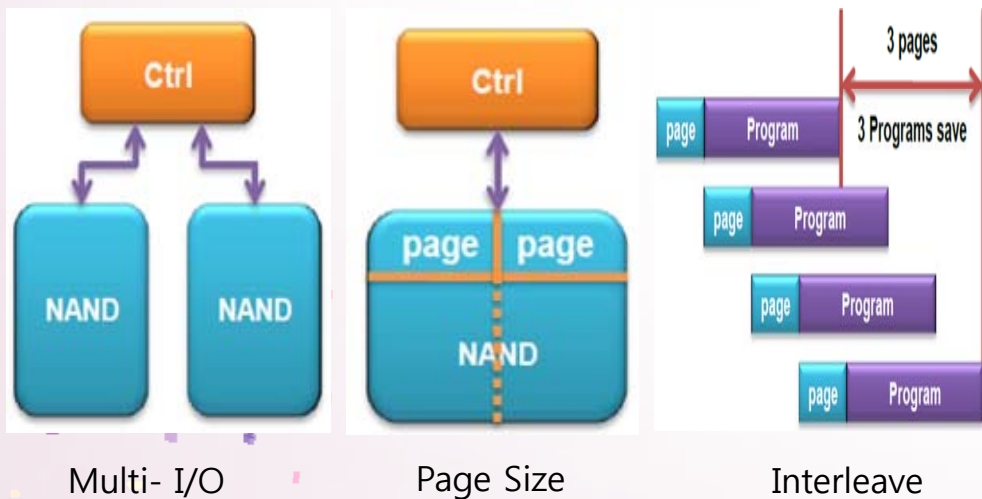 Ctrl
NAND
NAND
Multi- I/O
Ctrl
page page
NAND
Page Size
3 pages
3 Programs save
page Program
page Program
page Program
page Program
Interleave